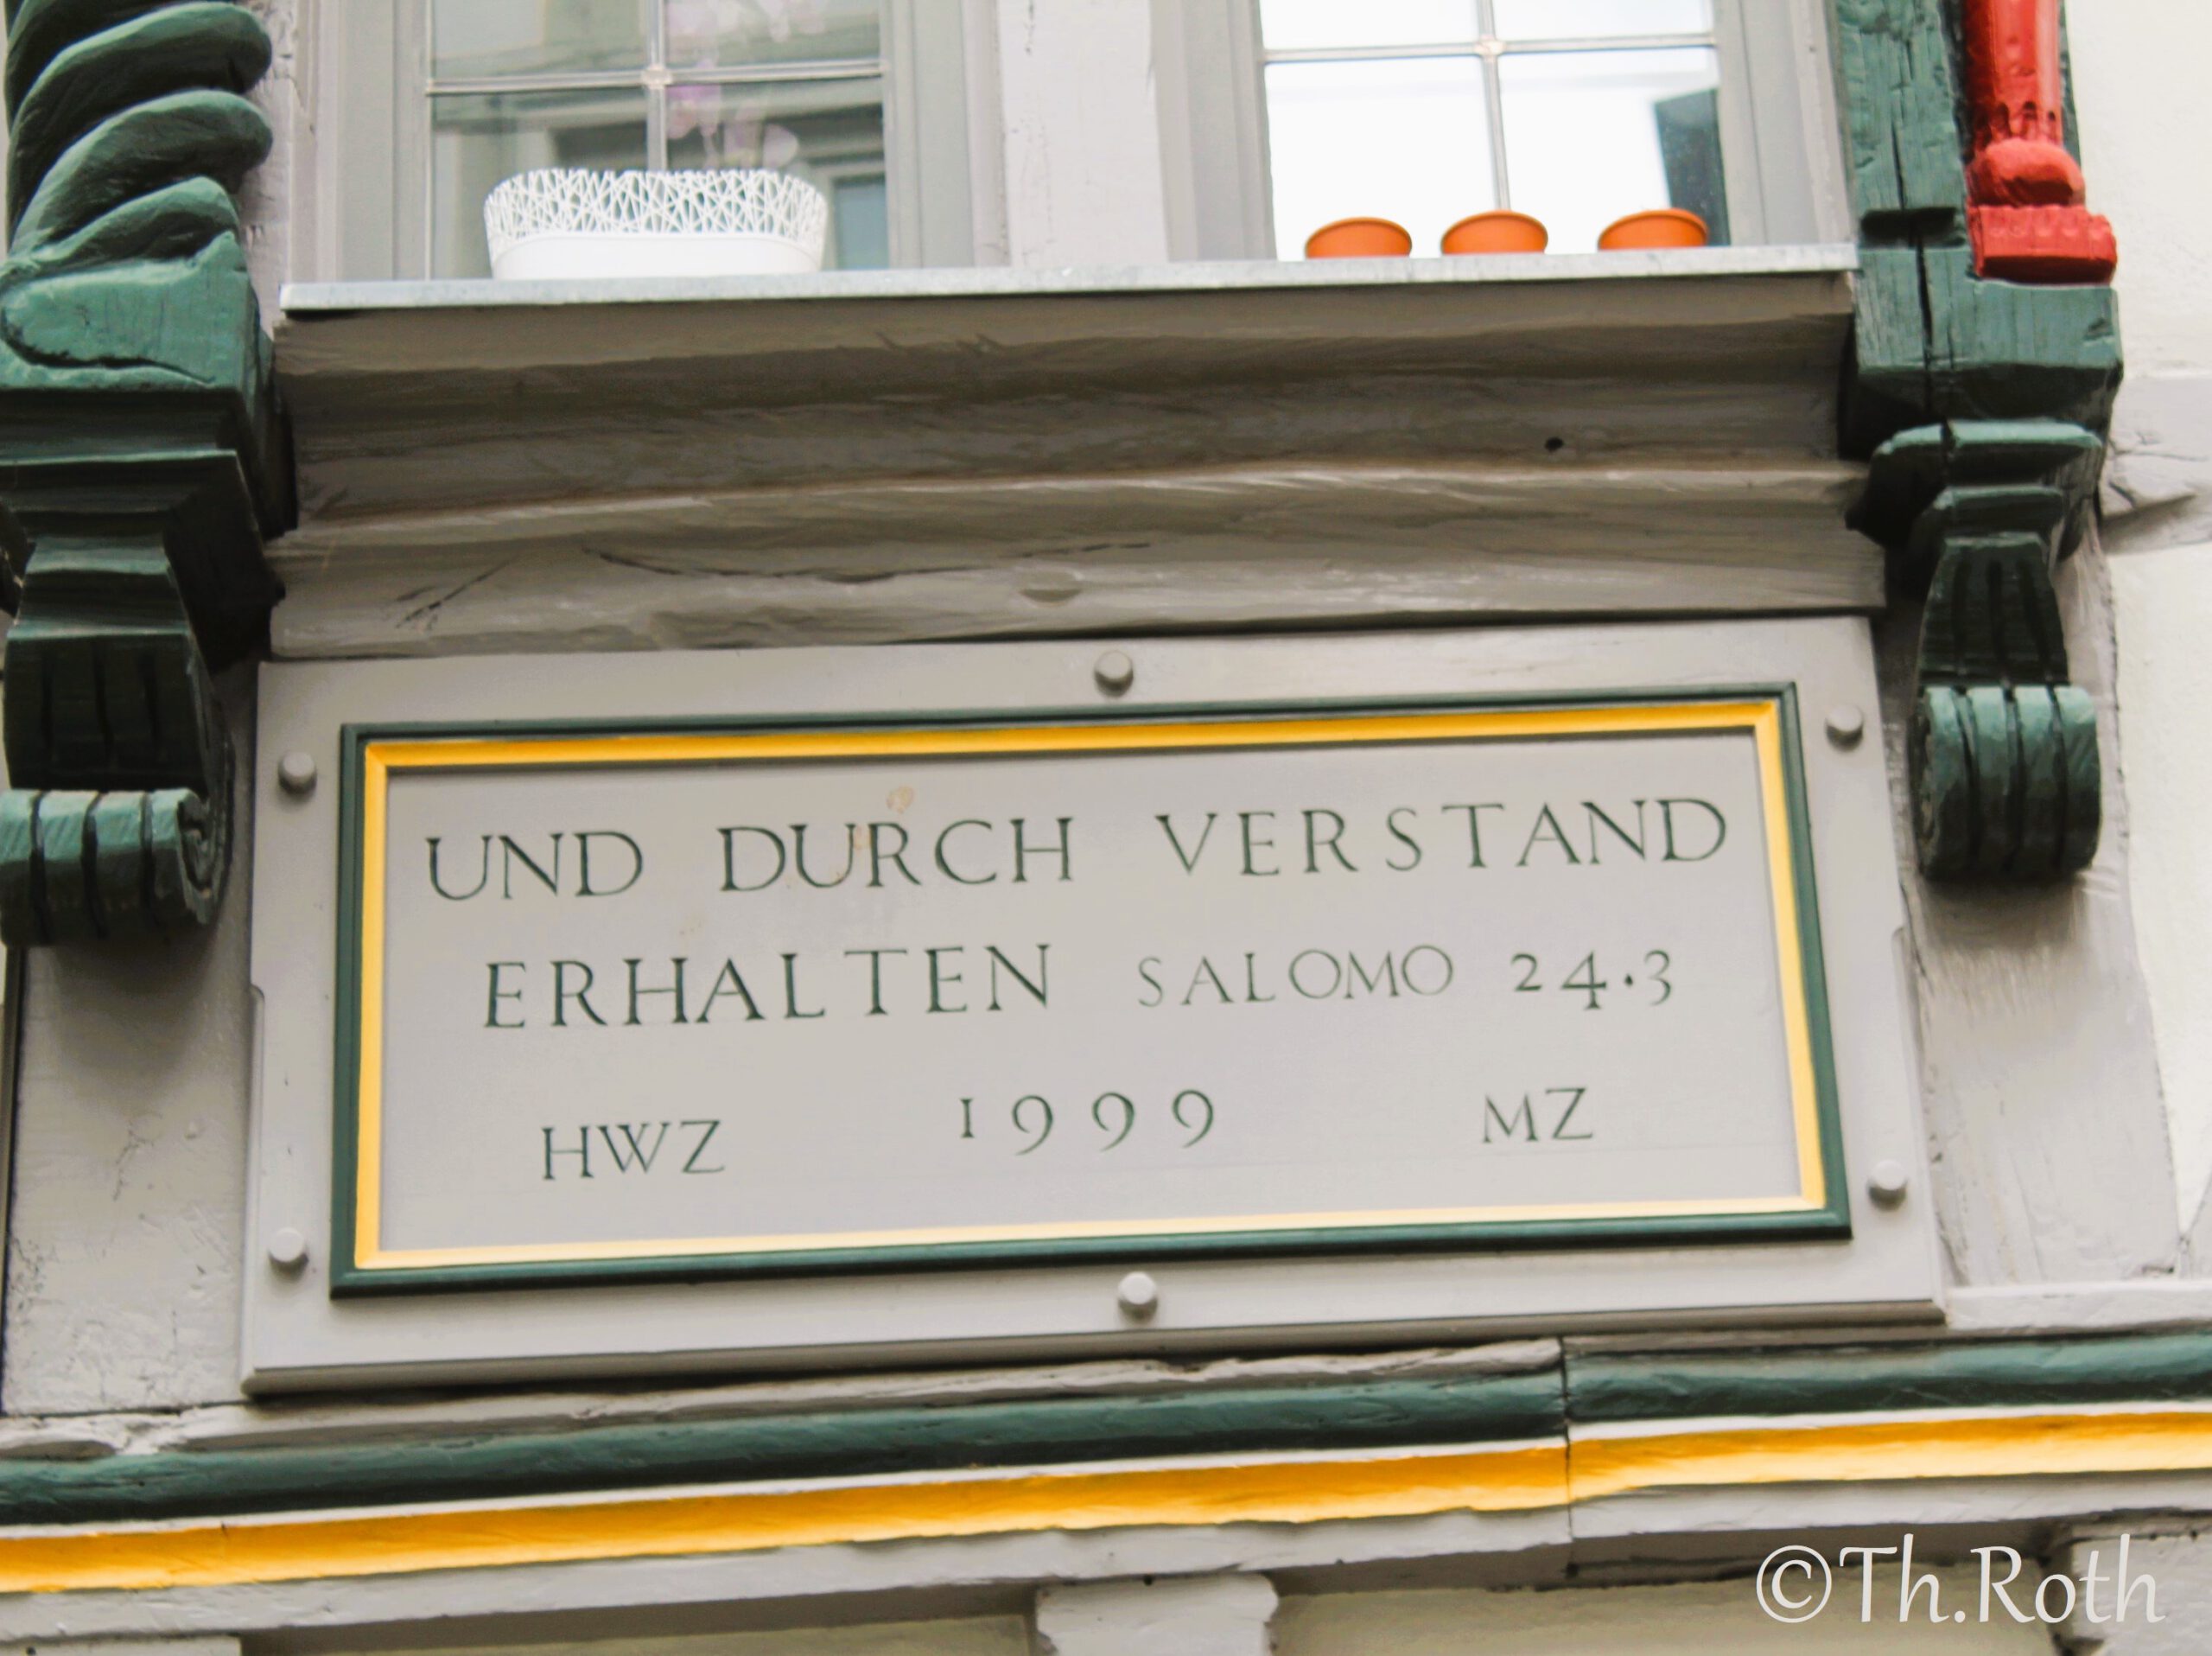 UND DURCH VERSTAND
ERHALTEN SALOMO 24.3
HWZ 1999 MZ
©Th.Roth